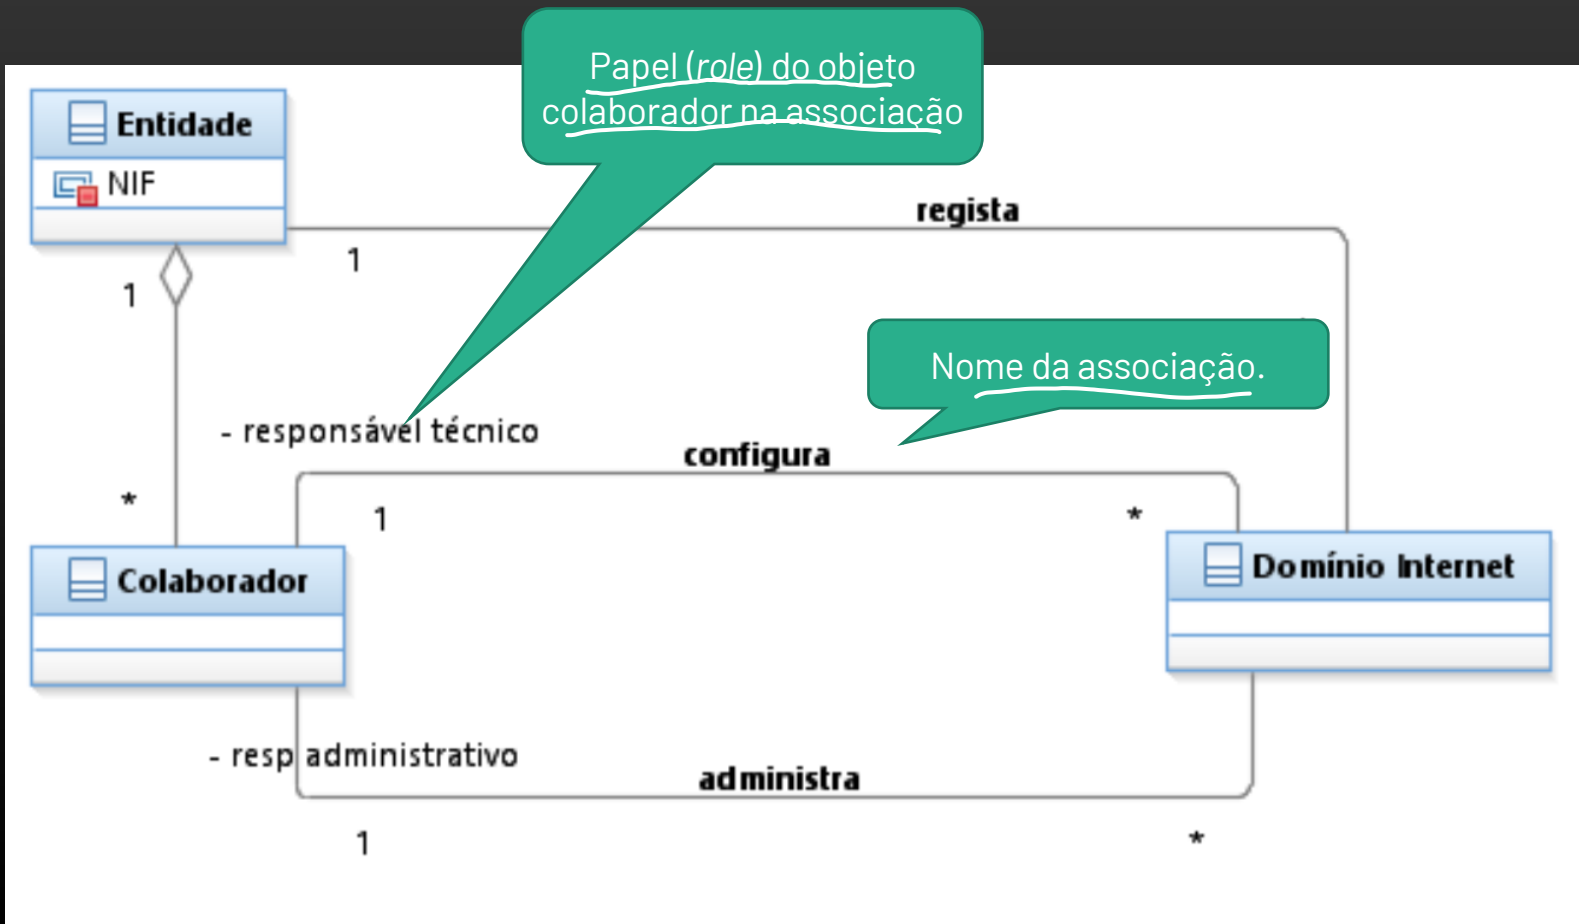 Papel (role) do objeto
colaborador na associação
Entidade
NIF
regista
1
1
Nome da associação.
- responsável técnico
configura
*
1
*
Colaborador
Domínio Internet
- resp administrativo
administra
1
*